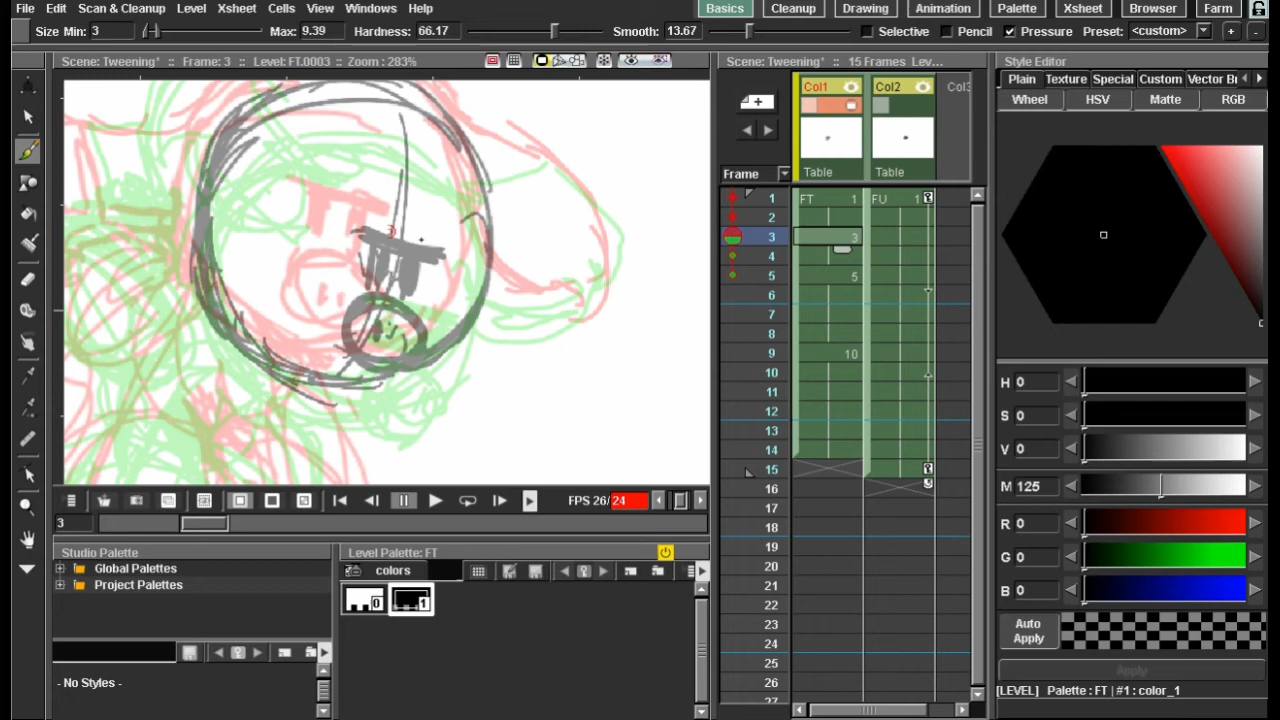 File Edit Scan & Cleanup Level Xsheet Cells View Windows Help Basics Cleanup Drawing Animation Palette Xsheet Browser Farm
Size Min: 3 Max: 9.39 Hardness: 66.17 Smooth: 13.67 Selective Pencil Pressure Preset: <custom> + -
Scene: Tweening* :: Frame: 3 :: Level: FT.0003 :: Zoom : 283%
Scene: Tweening* :: 15 Frames Lev...
Style Editor
Plain Texture Special Custom Vector Br
Wheel HSV Matte RGB
Col1 Col2 Col3
Frame Table Table
1 FT 1 FU 1
2
3 3
4
5 5
6
7
8
9 10
10
11
12
13
14
15
16
17
18
19
20
21
22
23
24
25
26
27
H 0
S 0
V 0
M 125
R 0
G 0
B 0
Auto Apply
Apply
[LEVEL] Palette : FT | #1 : color_1
FPS 26/24
3
Studio Palette
Global Palettes
Project Palettes
- No Styles -
Level Palette: FT
colors
0 1